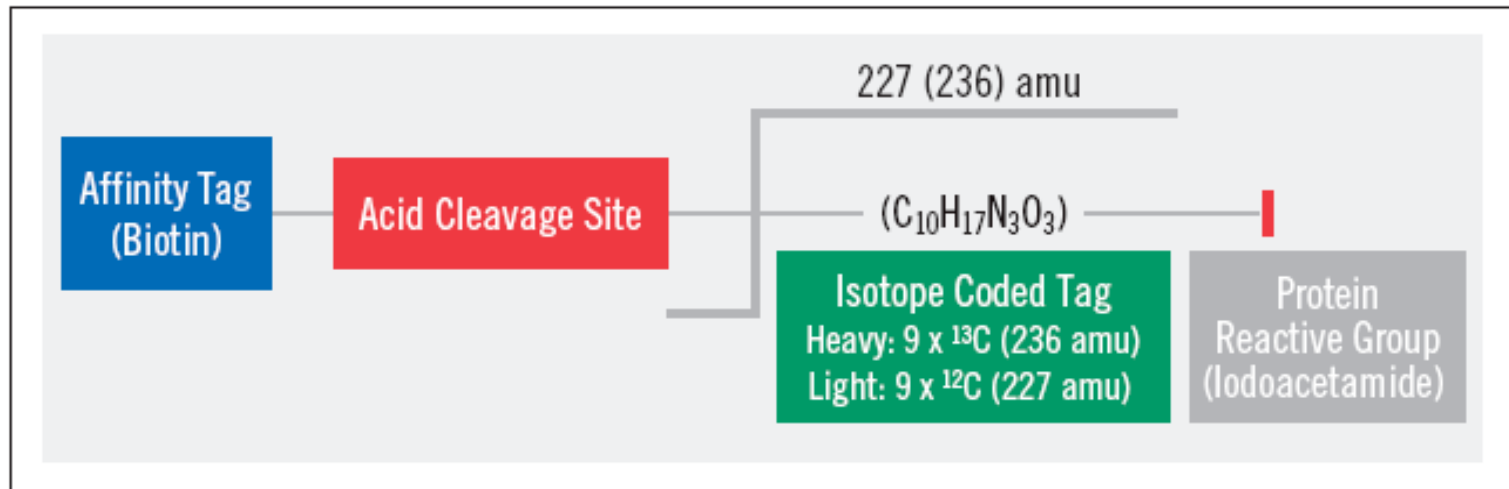 227 (236) amu
Affinity Tag
(Biotin)
Acid Cleavage Site
(C₁₀H₁₇N₃O₃)
Isotope Coded Tag
Heavy: 9 x ¹³C (236 amu)
Light: 9 x ¹²C (227 amu)
Protein
Reactive Group
(Iodoacetamide)